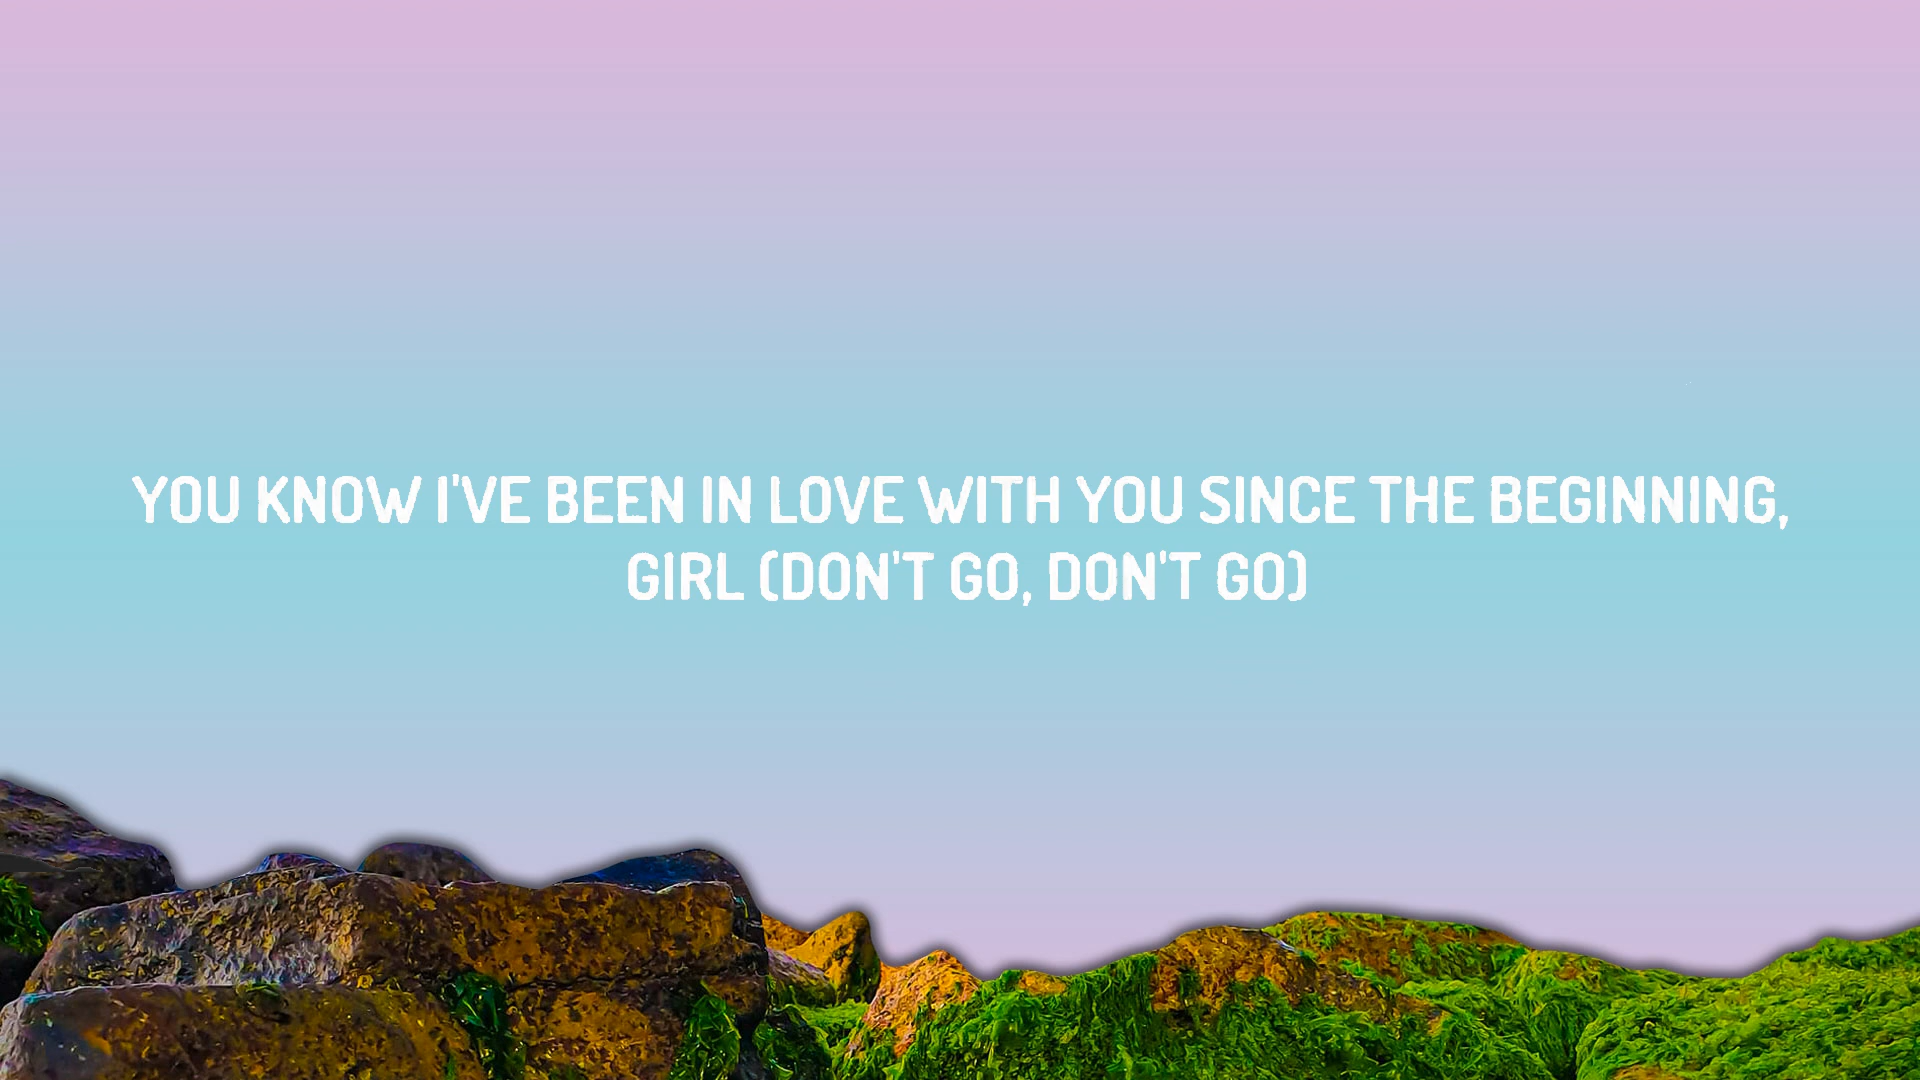 YOU KNOW I'VE BEEN IN LOVE WITH YOU SINCE THE BEGINNING,
GIRL (DON'T GO, DON'T GO)